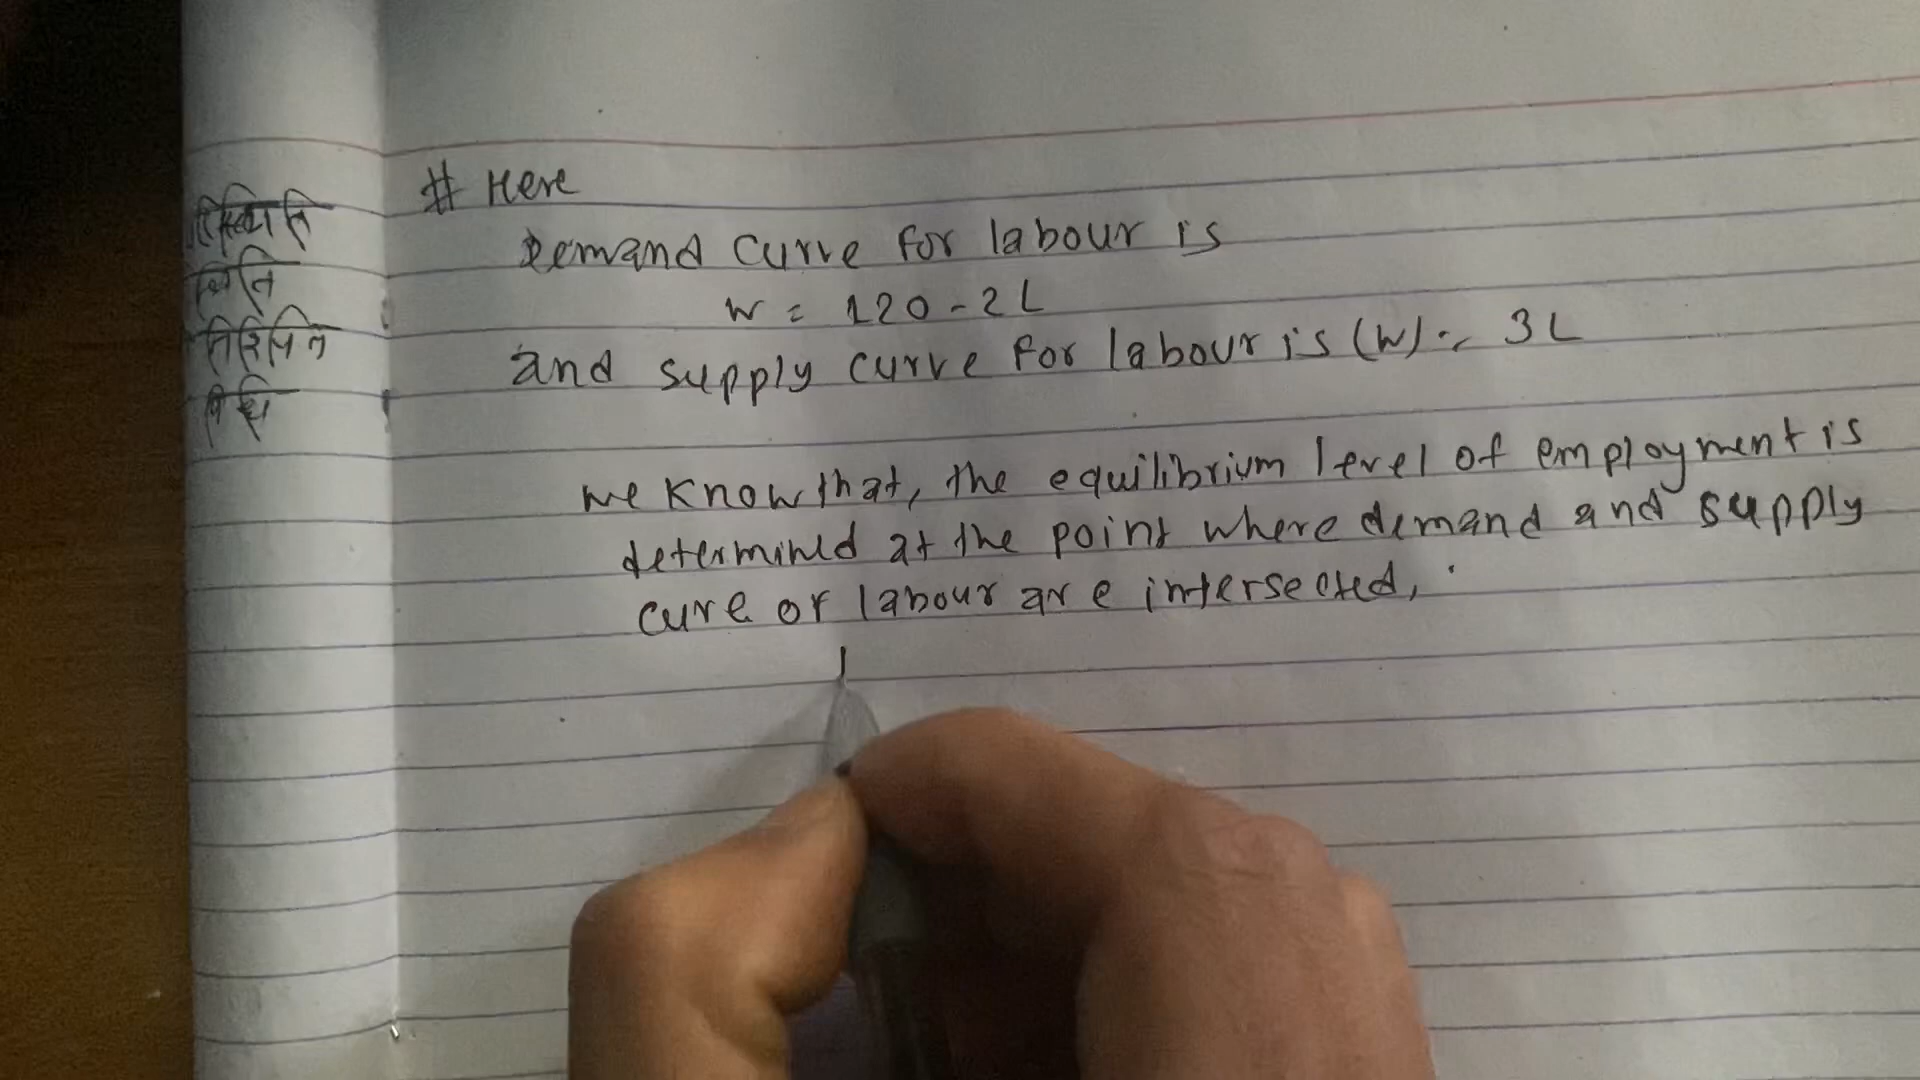 # Here
Demand curve for labour is
W = 120 - 2L
and supply curve for labour is (W) = 3L
we know that, the equilibrium level of employment is
determined at the point where demand and supply
curve of labour are intersected,